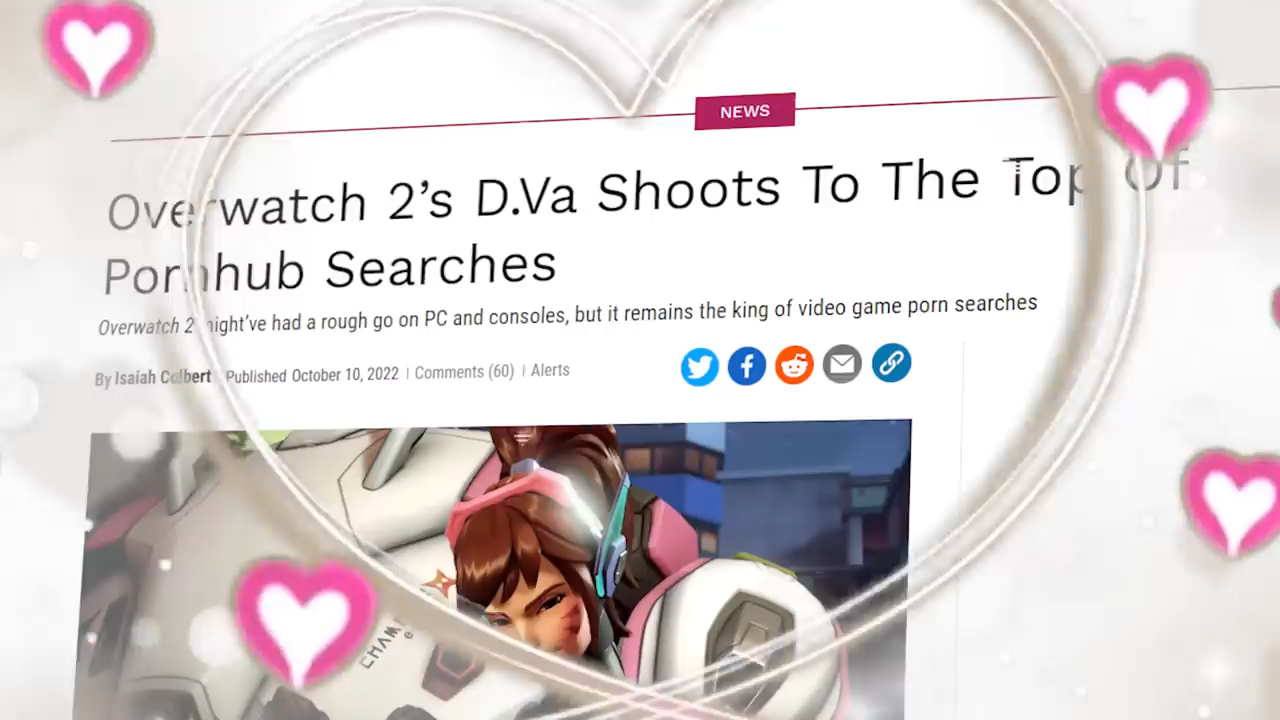 NEWS
Overwatch 2's D.Va Shoots To The Top Of
Pornhub Searches
Overwatch 2 might've had a rough go on PC and consoles, but it remains the king of video game porn searches
By Isaiah Colbert | Published October 10, 2022 | Comments (60) | Alerts